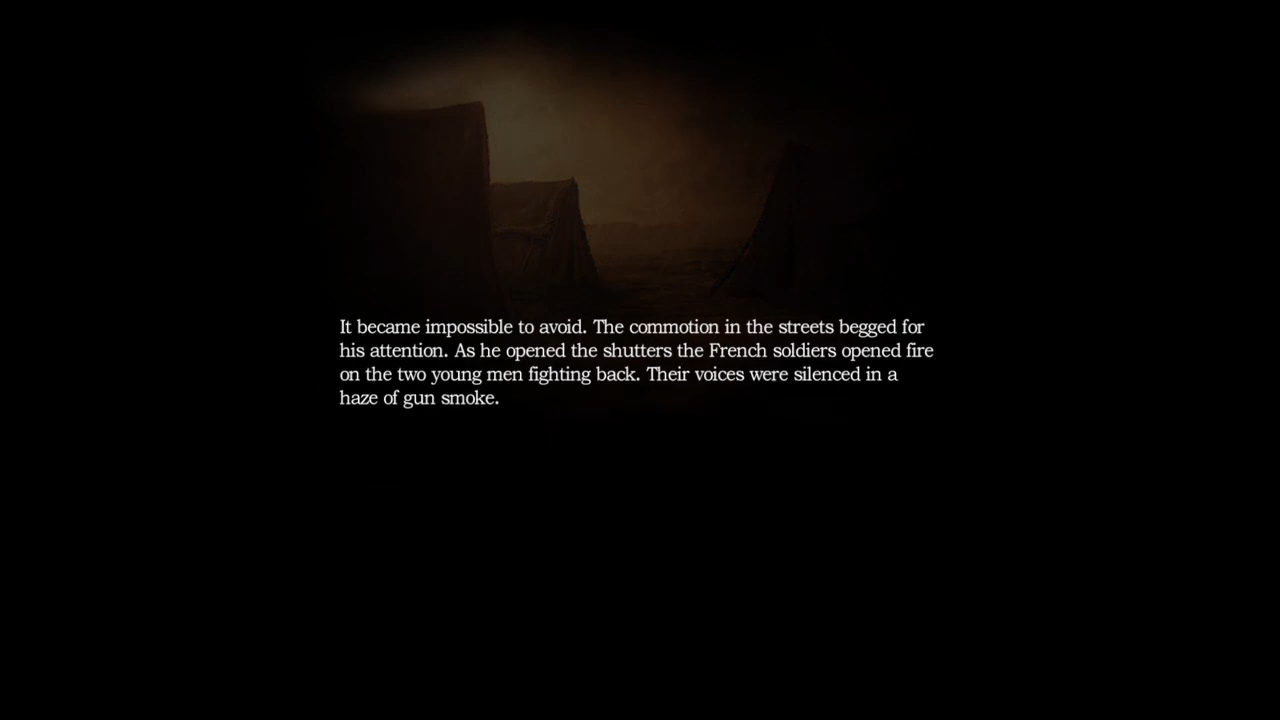 It became impossible to avoid. The commotion in the streets begged for
his attention. As he opened the shutters the French soldiers opened fire
on the two young men fighting back. Their voices were silenced in a
haze of gun smoke.